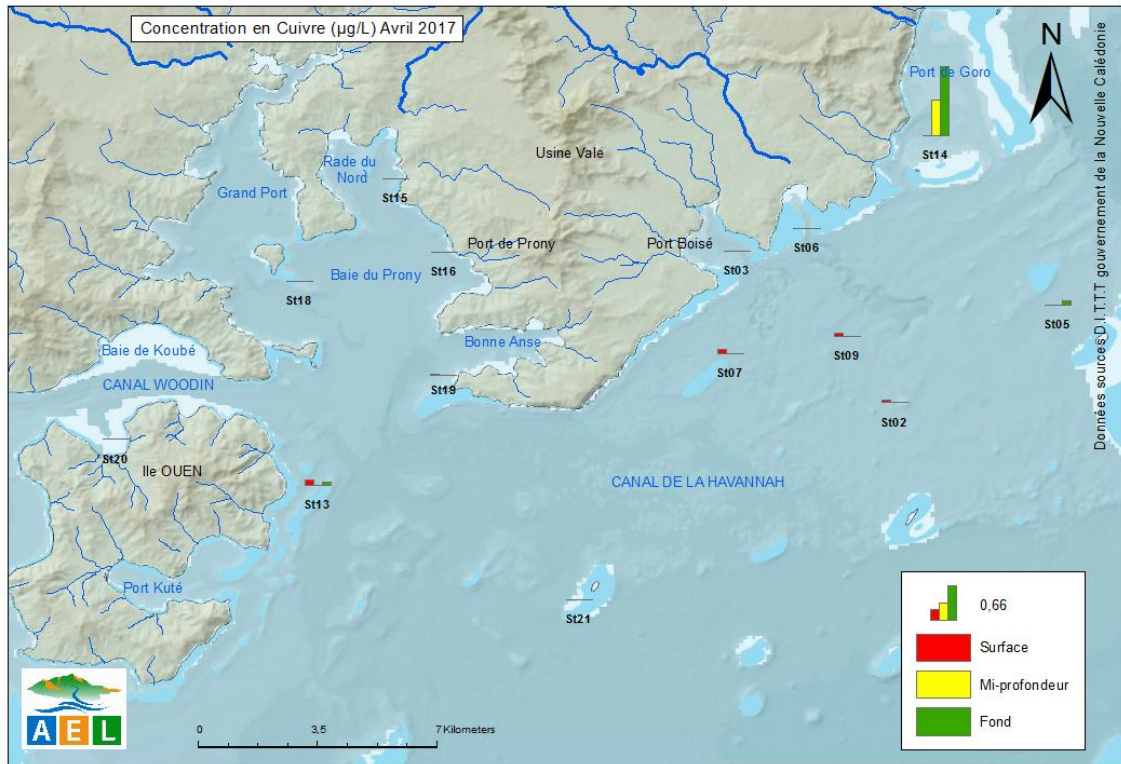 Concentration en Cuivre (µg/L) Avril 2017
N
Port de Goro
St14
Usine Vale
Rade du
Nord
St15
Grand Port
Port de Prony
Port Boisé
St06
St16
St03
Baie du Prony
St18
St05
St09
Bonne Anse
Baie de Koubé
St07
St19
CANAL WOODIN
St02
St20
Ile OUEN
CANAL DE LA HAVANNAH
St13
Port Kuté
St21
Données sources D.I.T.T.T gouvernement de la Nouvelle Calédonie
0,66
Surface
Mi-profondeur
Fond
AEL
0 3,5 7 Kilometers